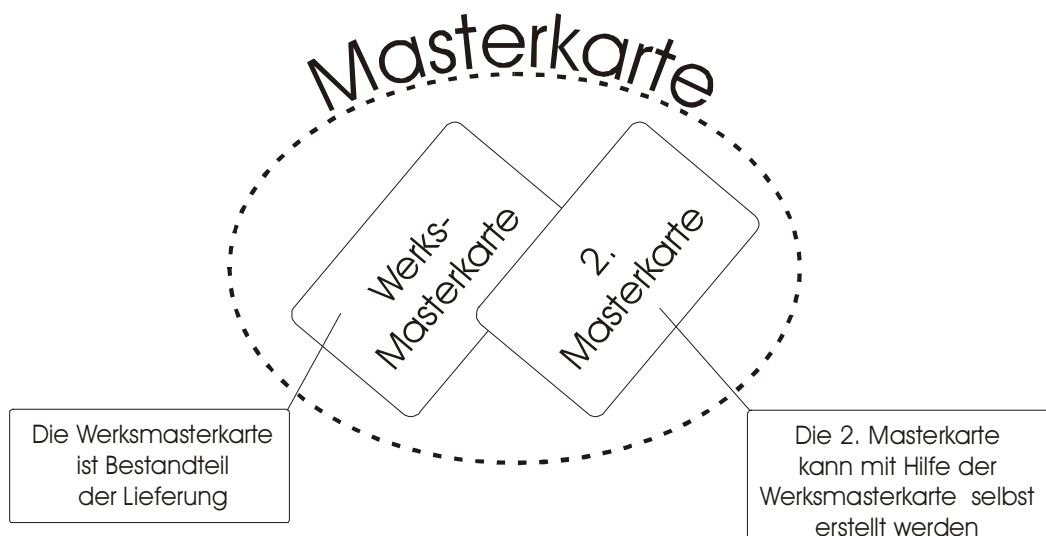 Masterkarte
Werks-
Masterkarte
2.
Masterkarte
Die Werksmasterkarte
ist Bestandteil
der Lieferung
Die 2. Masterkarte
kann mit Hilfe der
Werksmasterkarte selbst
erstellt werden